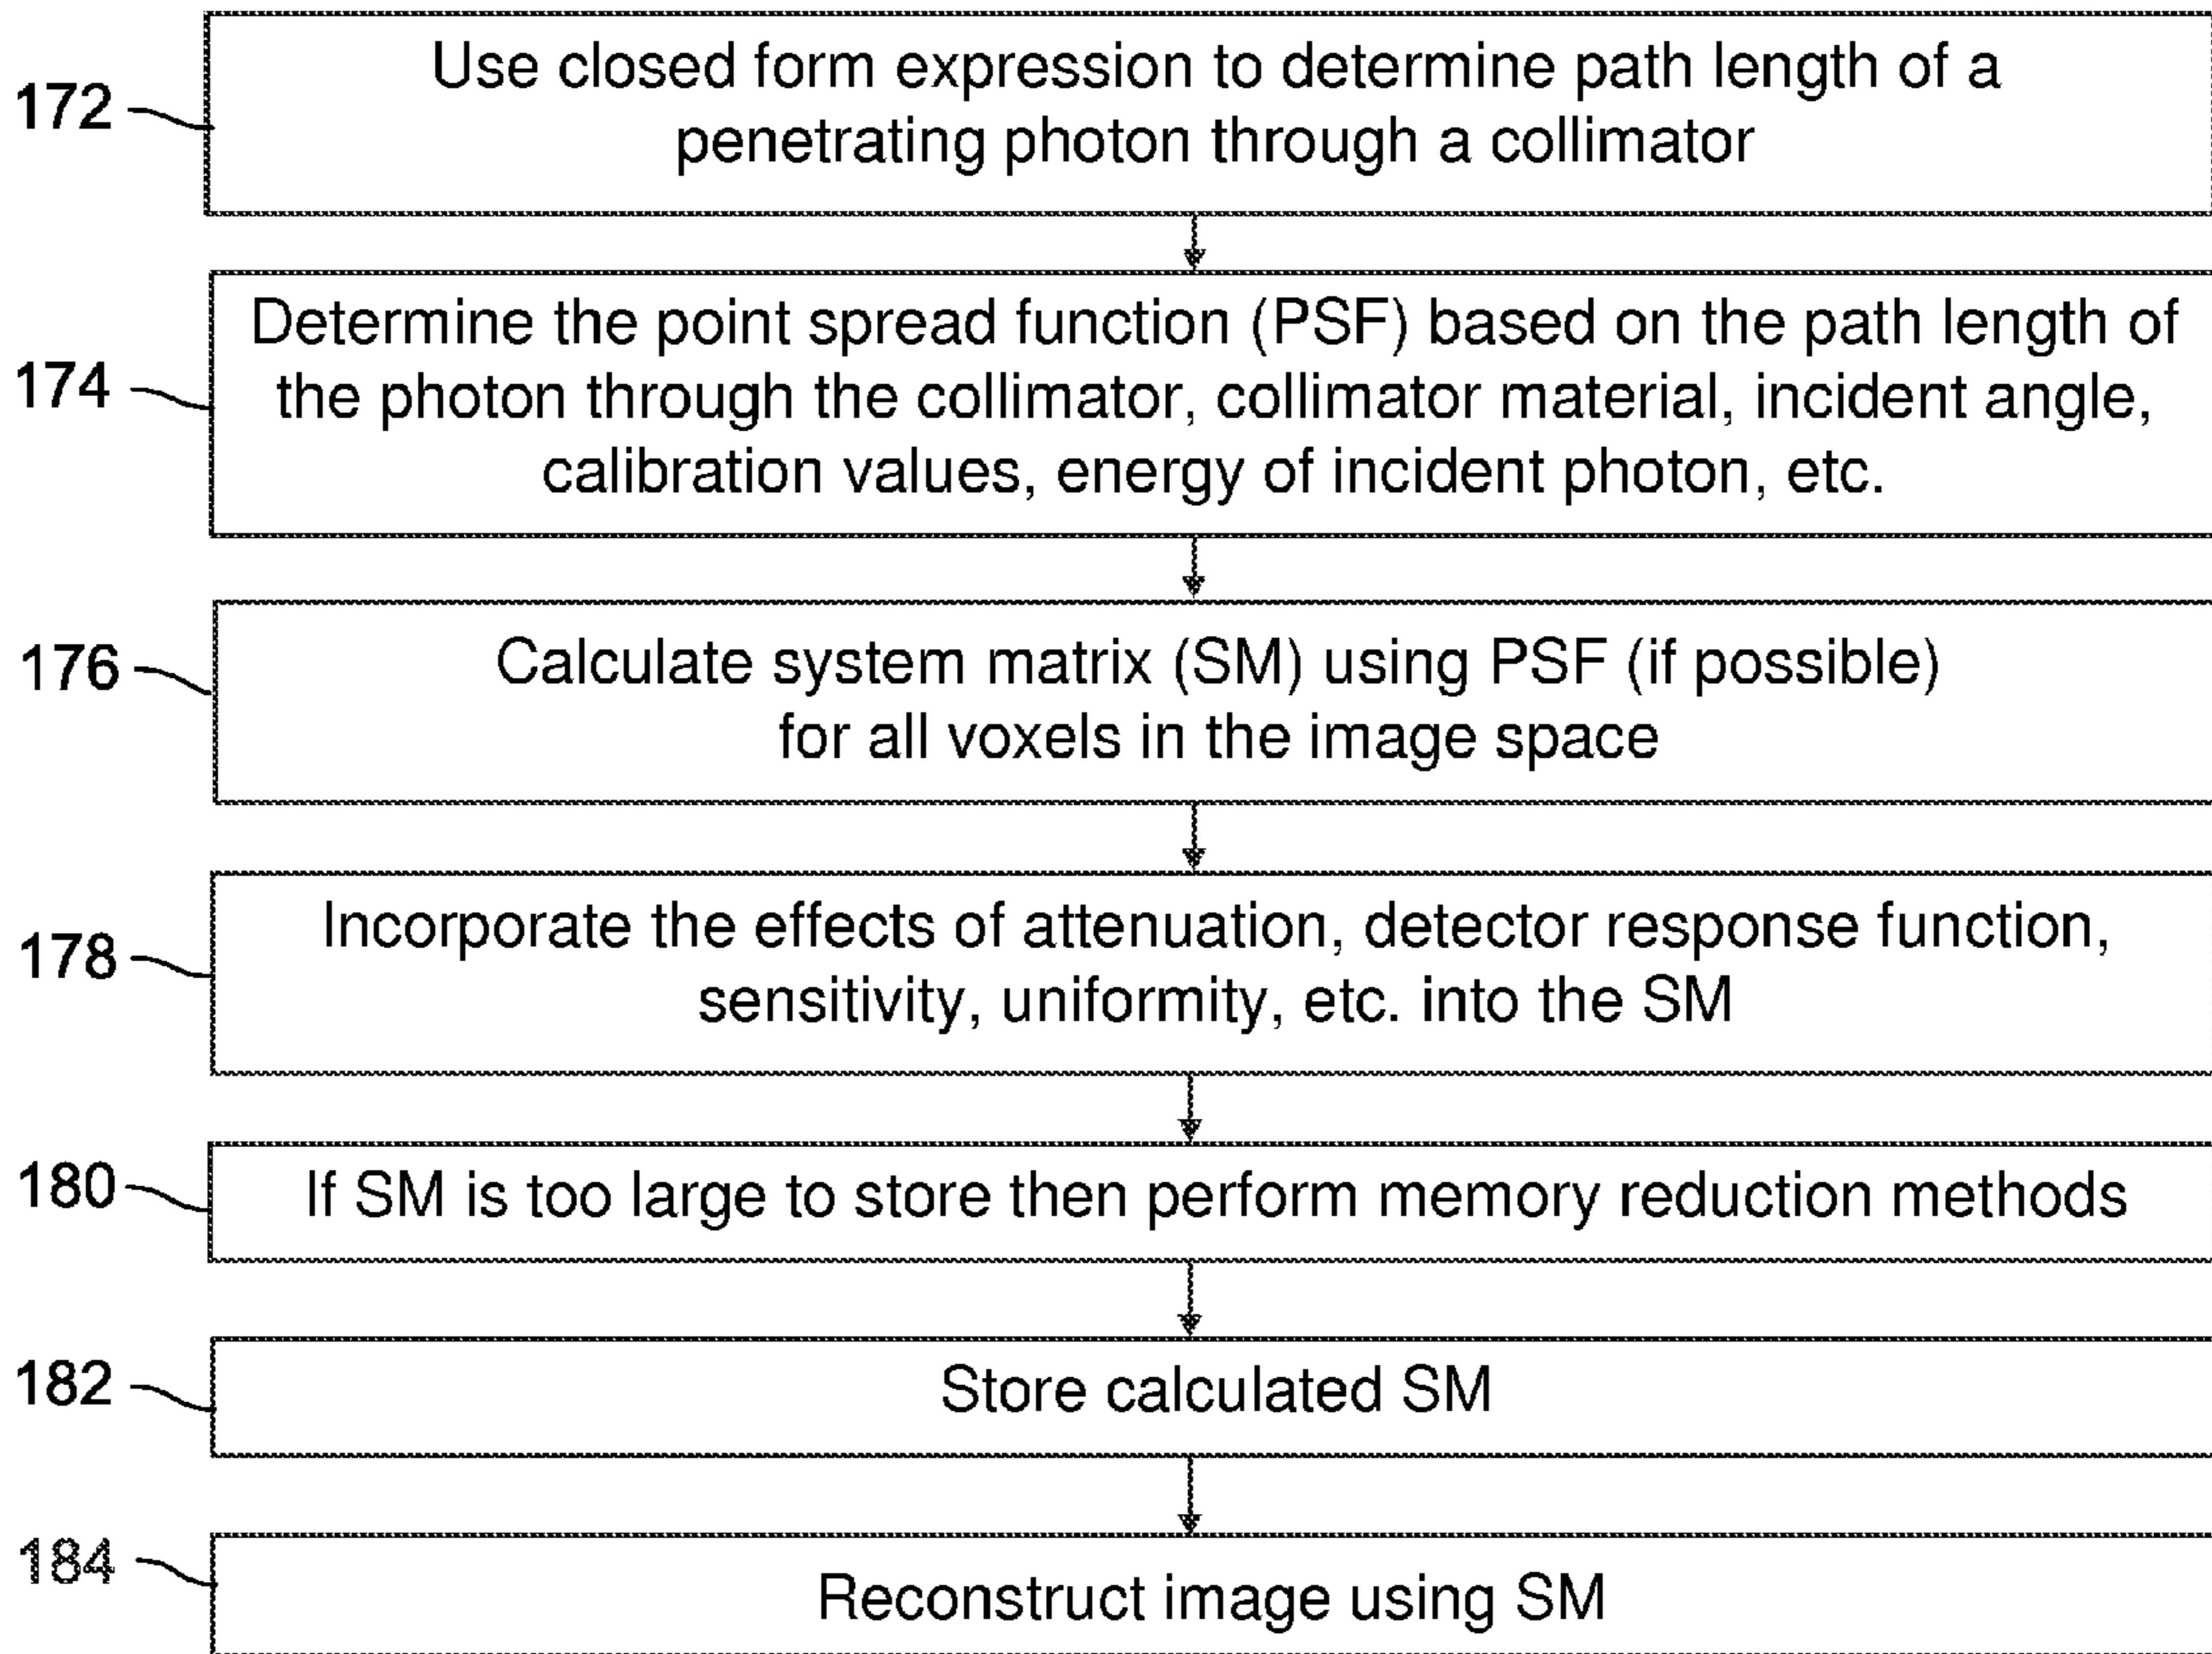 172
Use closed form expression to determine path length of a
penetrating photon through a collimator
174
Determine the point spread function (PSF) based on the path length of
the photon through the collimator, collimator material, incident angle,
calibration values, energy of incident photon, etc.
176
Calculate system matrix (SM) using PSF (if possible)
for all voxels in the image space
178
Incorporate the effects of attenuation, detector response function,
sensitivity, uniformity, etc. into the SM
180
If SM is too large to store then perform memory reduction methods
182
Store calculated SM
184
Reconstruct image using SM